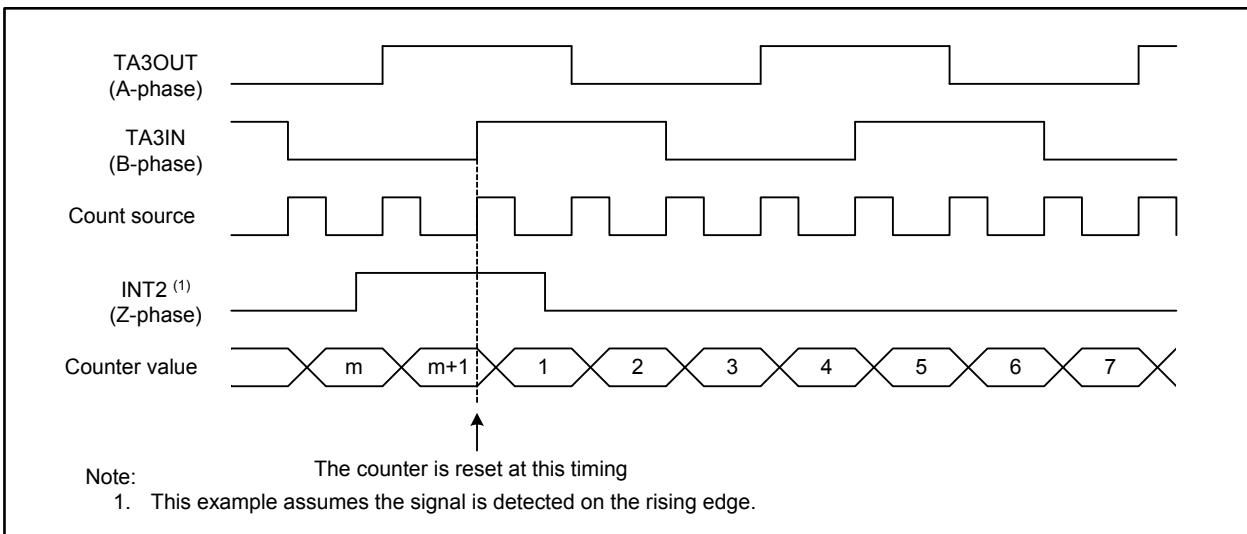 TA3OUT
(A-phase)
TA3IN
(B-phase)
Count source
INT2 (1)
(Z-phase)
Counter value
m
m+1
1
2
3
4
5
6
7
The counter is reset at this timing
Note:
1. This example assumes the signal is detected on the rising edge.